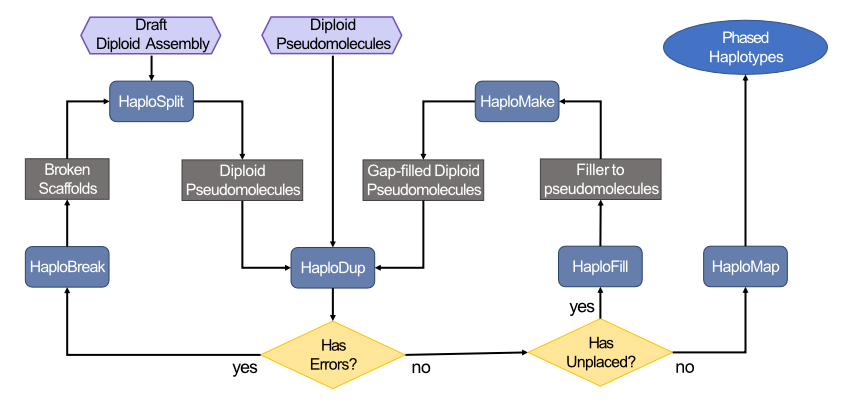 Draft
Diploid Assembly
Diploid
Pseudomolecules
Phased
Haplotypes
HaploSplit
HaploMake
Broken
Scaffolds
Diploid
Pseudomolecules
Gap-filled Diploid
Pseudomolecules
Filler to
pseudomolecules
HaploBreak
HaploDup
HaploFill
HaploMap
yes
Has
Errors?
Has
Unplaced?
yes
no
no